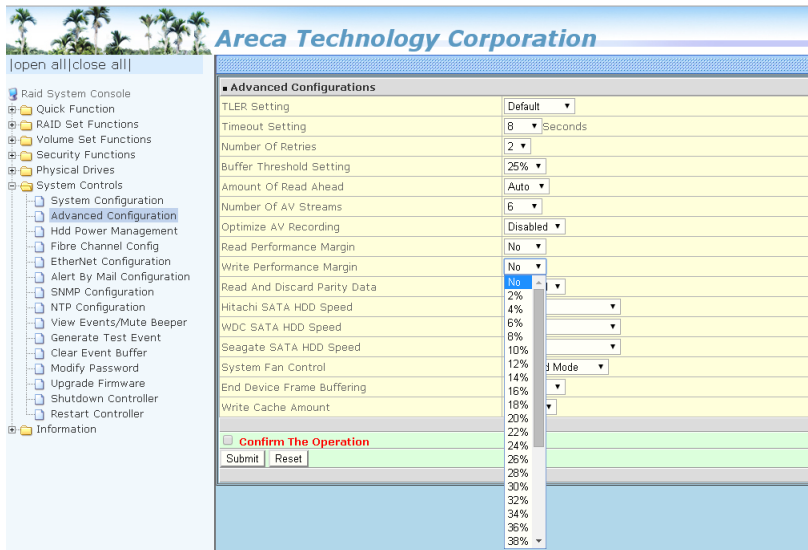 Areca Technology Corporation
|open all|close all|
Raid System Console
Quick Function
RAID Set Functions
Volume Set Functions
Security Functions
Physical Drives
System Controls
System Configuration
Advanced Configuration
Hdd Power Management
Fibre Channel Config
EtherNet Configuration
Alert By Mail Configuration
SNMP Configuration
NTP Configuration
View Events/Mute Beeper
Generate Test Event
Clear Event Buffer
Modify Password
Upgrade Firmware
Shutdown Controller
Restart Controller
Information
Advanced Configurations
TLER Setting Default
Timeout Setting 8 Seconds
Number Of Retries 2
Buffer Threshold Setting 25%
Amount Of Read Ahead Auto
Number Of AV Streams 6
Optimize AV Recording Disabled
Read Performance Margin No
Write Performance Margin No
Read And Discard Parity Data
Hitachi SATA HDD Speed
WDC SATA HDD Speed
Seagate SATA HDD Speed
System Fan Control Mode
End Device Frame Buffering
Write Cache Amount
No
2%
4%
6%
8%
10%
12%
14%
16%
18%
20%
22%
24%
26%
28%
30%
32%
34%
36%
38%
Confirm The Operation
Submit Reset